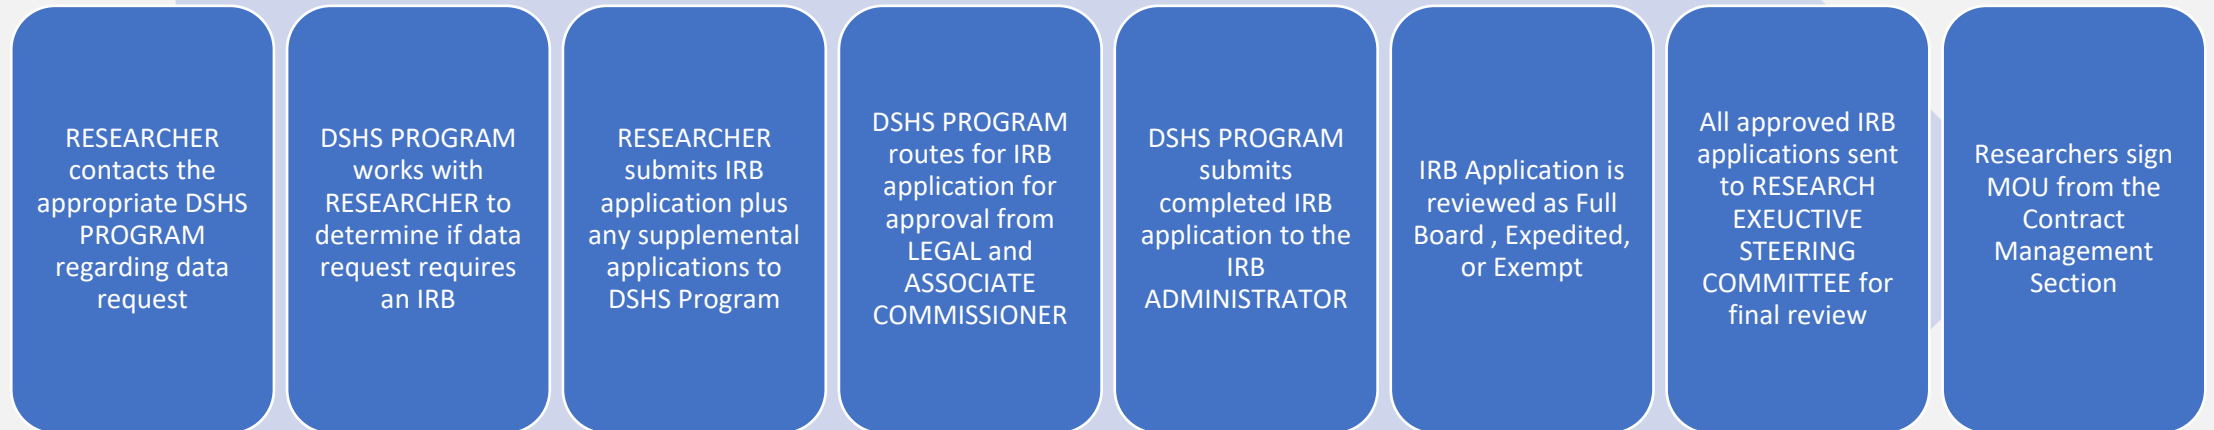 RESEARCHER
contacts the
appropriate DSHS
PROGRAM
regarding data
request
DSHS PROGRAM
works with
RESEARCHER to
determine if data
request requires
an IRB
RESEARCHER
submits IRB
application plus
any supplemental
applications to
DSHS Program
DSHS PROGRAM
routes for IRB
application for
approval from
LEGAL and
ASSOCIATE
COMMISSIONER
DSHS PROGRAM
submits
completed IRB
application to the
IRB
ADMINISTRATOR
IRB Application is
reviewed as Full
Board , Expedited,
or Exempt
All approved IRB
applications sent
to RESEARCH
EXEUCTIVE
STEERING
COMMITTEE for
final review
Researchers sign
MOU from the
Contract
Management
Section